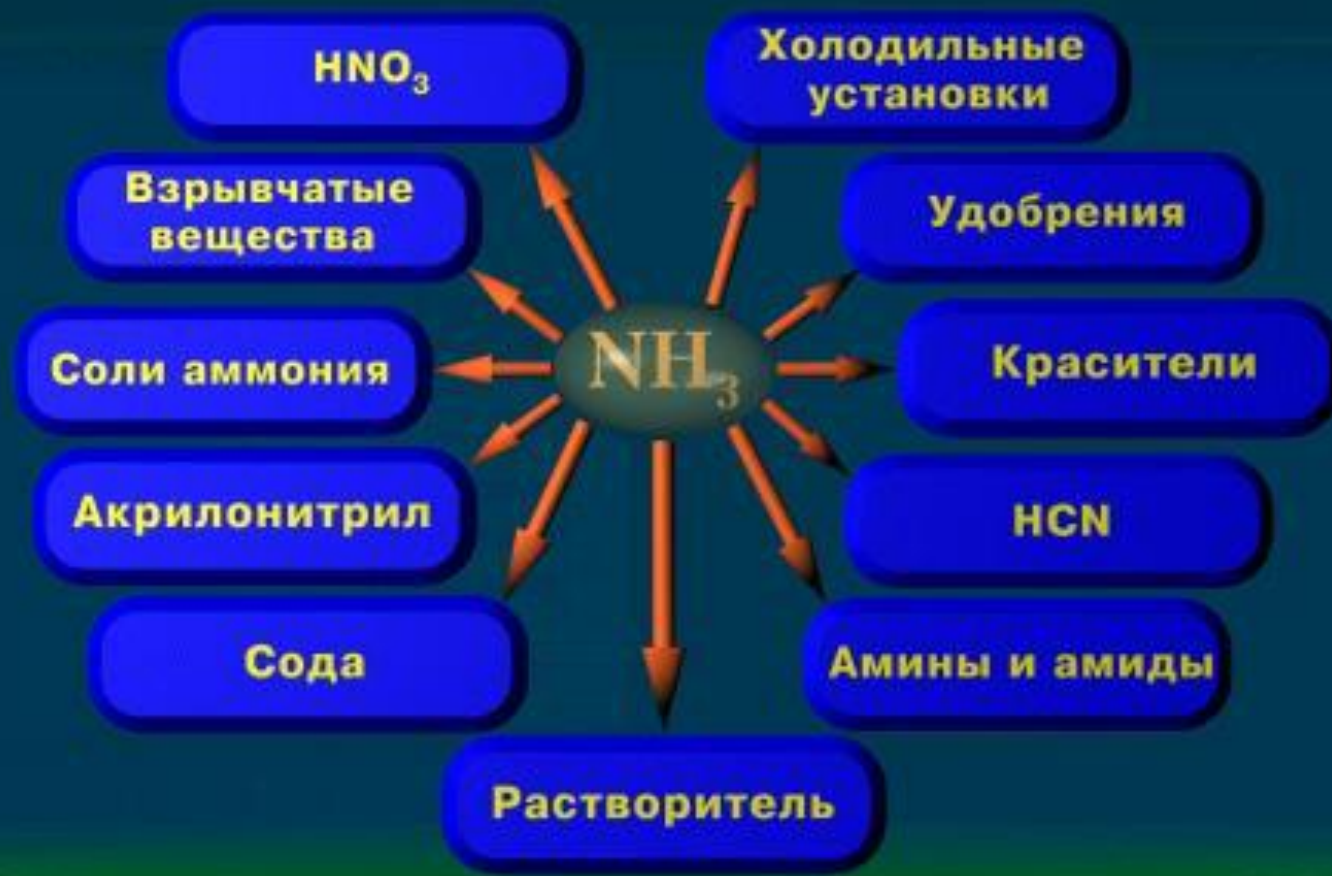 HNO₃
Холодильные
установки
Взрывчатые
вещества
Удобрения
NH₃
Соли аммония
Красители
Акрилонитрил
HCN
Сода
Амины и амиды
Растворитель